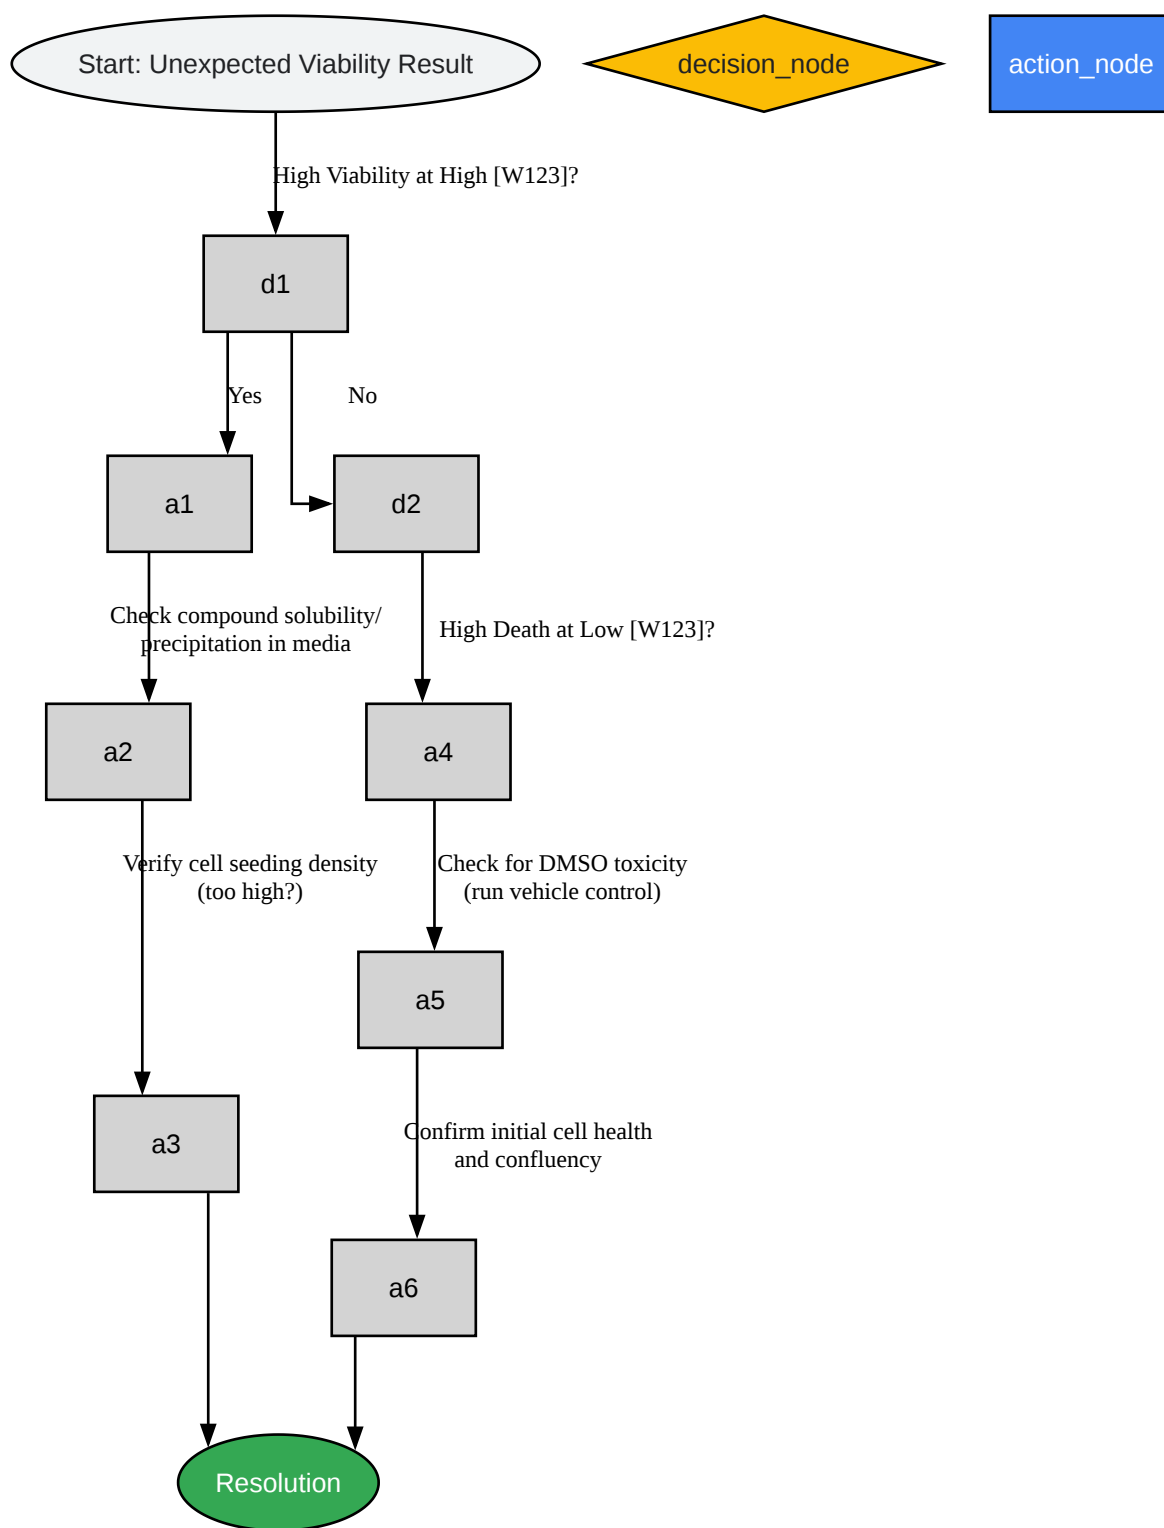 Start: Unexpected Viability Result
decision_node
action_node
High Viability at High [W123]?
d1
Yes
No
a1
d2
Check compound solubility/
precipitation in media
High Death at Low [W123]?
a2
a4
Verify cell seeding density
(too high?)
Check for DMSO toxicity
(run vehicle control)
a5
a3
Confirm initial cell health
and confluency
a6
Resolution